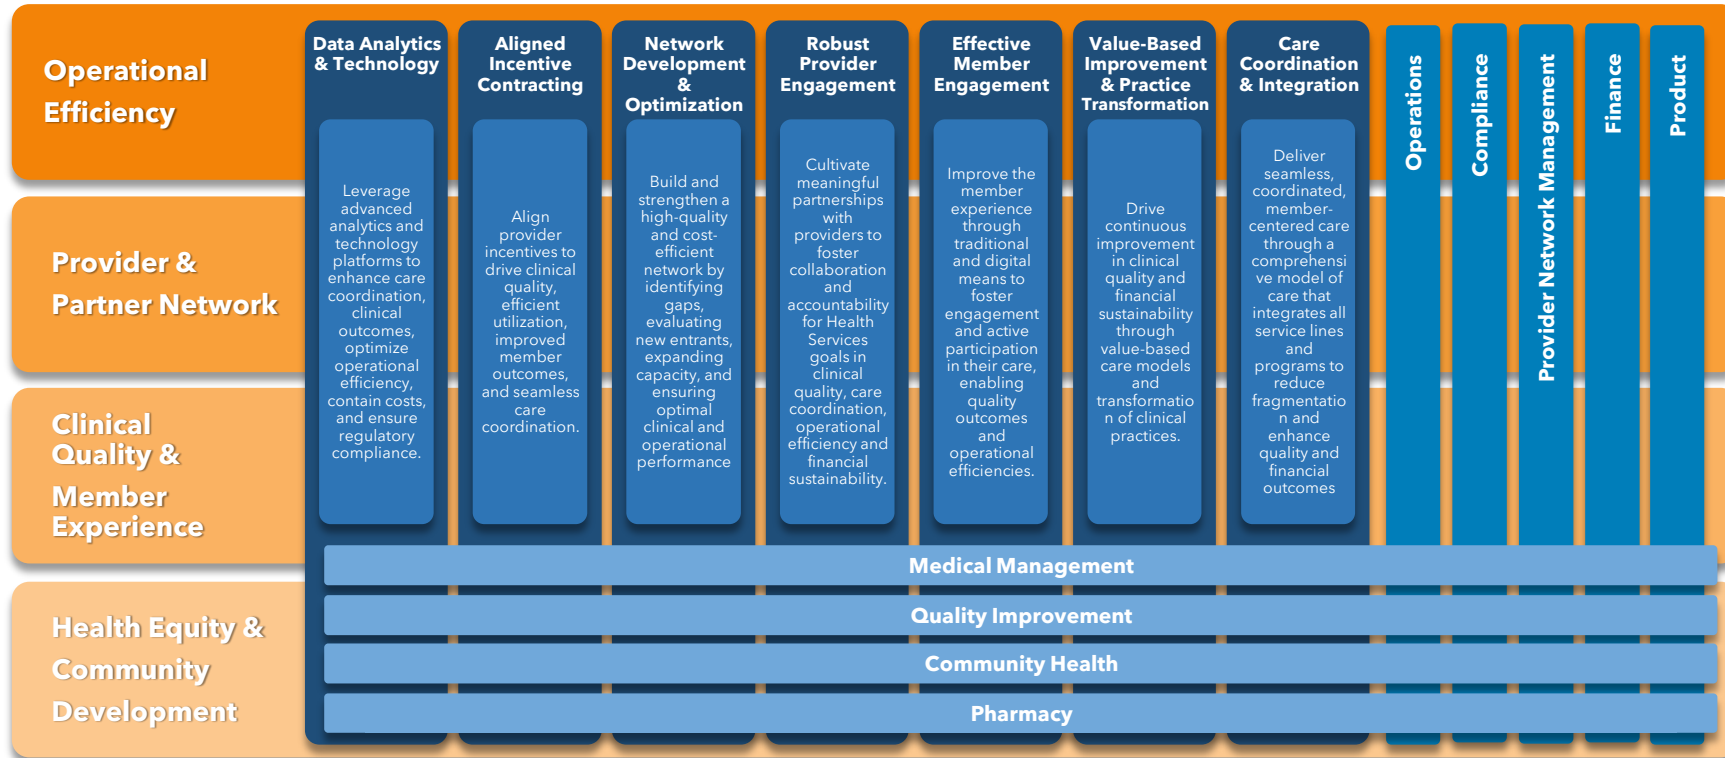 Operational
Efficiency
Provider &
Partner Network
Clinical
Quality &
Member
Experience
Health Equity &
Community
Development
Data Analytics
& Technology
Leverage
advanced
analytics and
technology
platforms to
enhance care
coordination,
clinical
outcomes,
optimize
operational
efficiency,
contain costs,
and ensure
regulatory
compliance.
Aligned
Incentive
Contracting
Align
provider
incentives to
drive clinical
quality,
efficient
utilization,
improved
member
outcomes,
and seamless
care
coordination.
Network
Development
&
Optimization
Build and
strengthen a
high-quality
and cost-
efficient
network by
identifying
gaps,
evaluating
new entrants,
expanding
capacity, and
ensuring
optimal
clinical and
operational
performance
Robust
Provider
Engagement
Cultivate
meaningful
partnerships
with
providers to
foster
collaboration
and
accountability
for Health
Services
goals in
clinical
quality, care
coordination,
operational
efficiency and
financial
sustainability.
Effective
Member
Engagement
Improve the
member
experience
through
traditional
and digital
means to
foster
engagement
and active
participation
in their care,
enabling
quality
outcomes
and
operational
efficiencies.
Value-Based
Improvement
& Practice
Transformation
Drive
continuous
improvement
in clinical
quality and
financial
sustainability
through
value-based
care models
and
transformatio
n of clinical
practices.
Care
Coordination
& Integration
Deliver
seamless,
coordinated,
member-
centered care
through a
comprehensi
ve model of
care that
integrates all
service lines
and
programs to
reduce
fragmentatio
n and
enhance
quality and
financial
outcomes
Operations
Compliance
Provider Network Management
Finance
Product
Medical Management
Quality Improvement
Community Health
Pharmacy